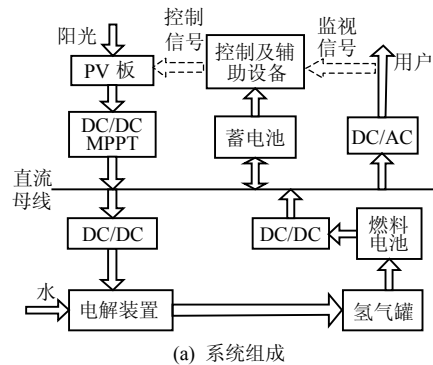 阳光
控制
信号
控制及辅
助设备
监视
信号
用户
PV 板
DC/DC
MPPT
蓄电池
DC/AC
直流
母线
DC/DC
DC/DC
燃料
电池
水
电解装置
氢气罐
(a) 系统组成